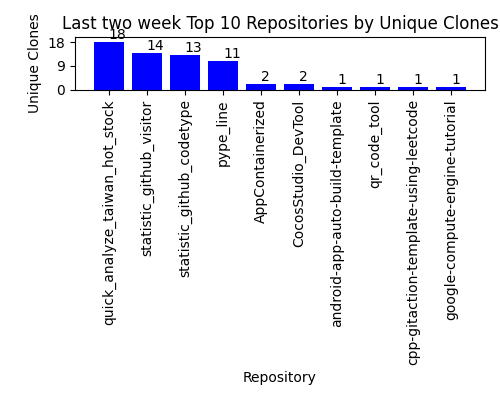 Last two week Top 10 Repositories by Unique Clones
Unique Clones
18
9
0
18
14
13
11
2
2
1
1
1
1
quick_analyze_taiwan_hot_stock
statistic_github_visitor
statistic_github_codetype
pype_line
AppContainerized
CocosStudio_DevTool
android-app-auto-build-template
qr_code_tool
cpp-gitaction-template-using-leetcode
google-compute-engine-tutorial
Repository